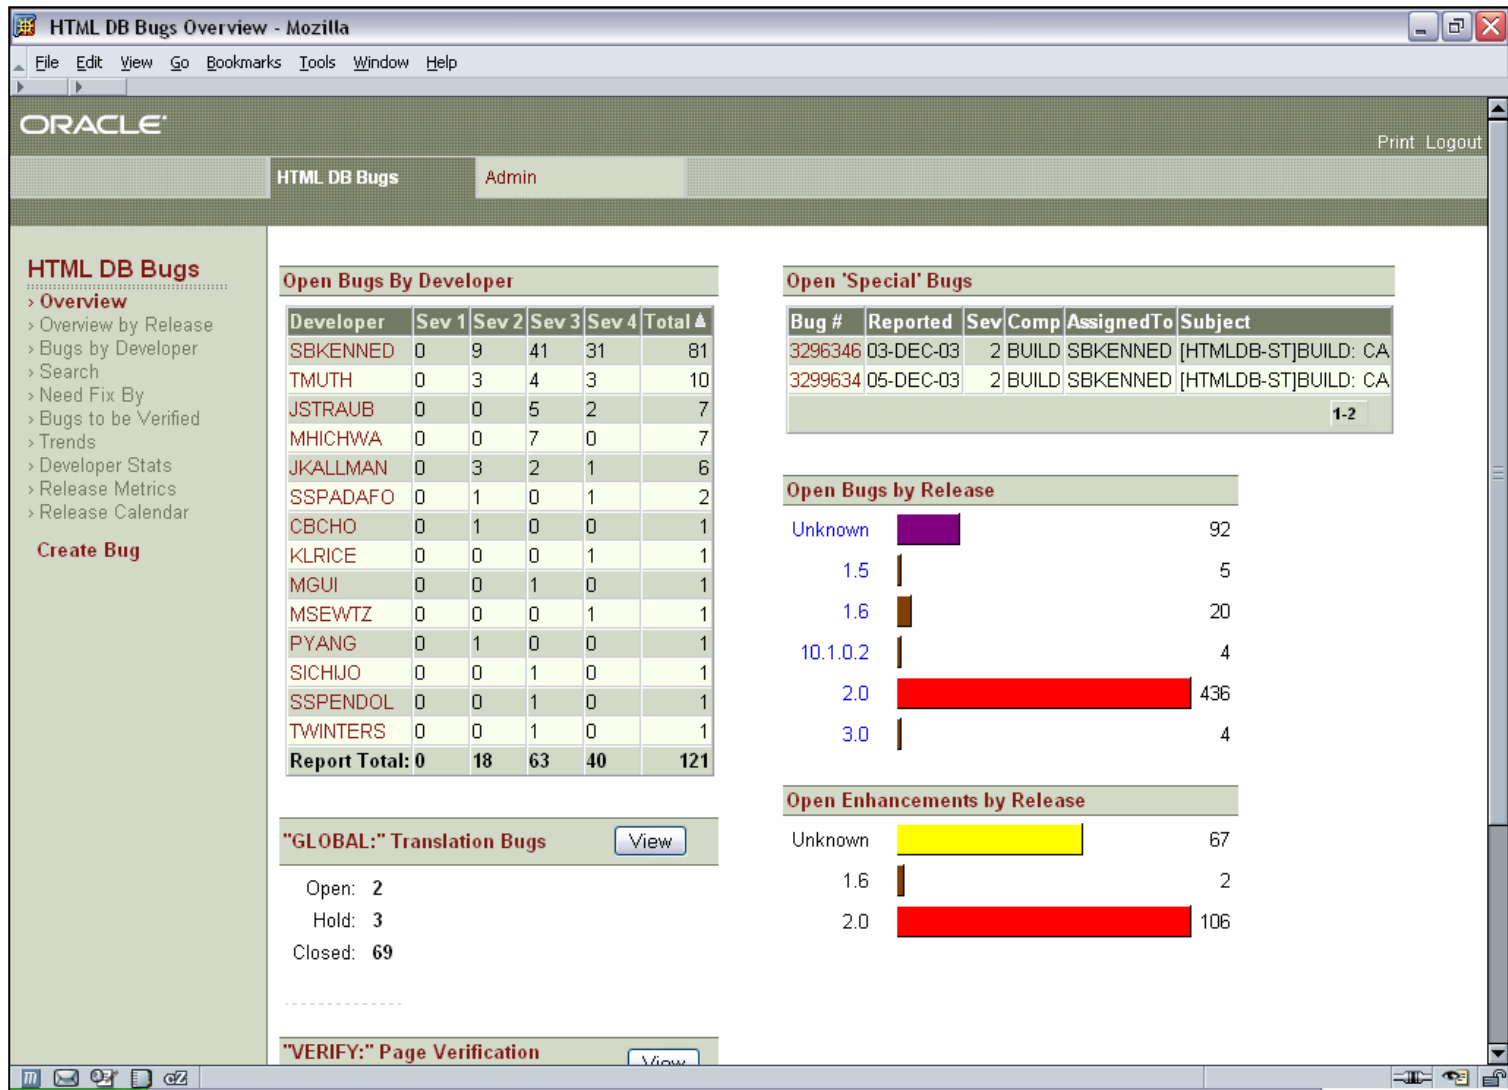 HTML DB Bugs Overview - Mozilla
File Edit View Go Bookmarks Tools Window Help
ORACLE
Print Logout
HTML DB Bugs Admin
HTML DB Bugs
› Overview
› Overview by Release
› Bugs by Developer
› Search
› Need Fix By
› Bugs to be Verified
› Trends
› Developer Stats
› Release Metrics
› Release Calendar
Create Bug
Open Bugs By Developer
Developer Sev 1 Sev 2 Sev 3 Sev 4 Total
SBKENNED 0 9 41 31 81
TMUTH 0 3 4 3 10
JSTRAUB 0 0 5 2 7
MHICHWA 0 0 7 0 7
JKALLMAN 0 3 2 1 6
SSPADAFO 0 1 0 1 2
CBCHO 0 1 0 0 1
KLRICE 0 0 0 1 1
MGUI 0 0 1 0 1
MSEWTZ 0 0 0 1 1
PYANG 0 1 0 0 1
SICHIJO 0 0 1 0 1
SSPENDOL 0 0 1 0 1
TWINTERS 0 0 1 0 1
Report Total: 0 18 63 40 121
"GLOBAL:" Translation Bugs View
Open: 2
Hold: 3
Closed: 69
"VERIFY:" Page Verification View
Open 'Special' Bugs
Bug # Reported Sev Comp AssignedTo Subject
3296346 03-DEC-03 2 BUILD SBKENNED [HTMLDB-ST]BUILD: CA
3299634 05-DEC-03 2 BUILD SBKENNED [HTMLDB-ST]BUILD: CA
1-2
Open Bugs by Release
Unknown 92
1.5 5
1.6 20
10.1.0.2 4
2.0 436
3.0 4
Open Enhancements by Release
Unknown 67
1.6 2
2.0 106